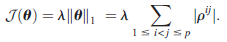 𝒥(𝜽) = λ‖𝜽‖₁ = λ ∑_{1 ≤ i < j ≤ p} |ρ^{ij}|.